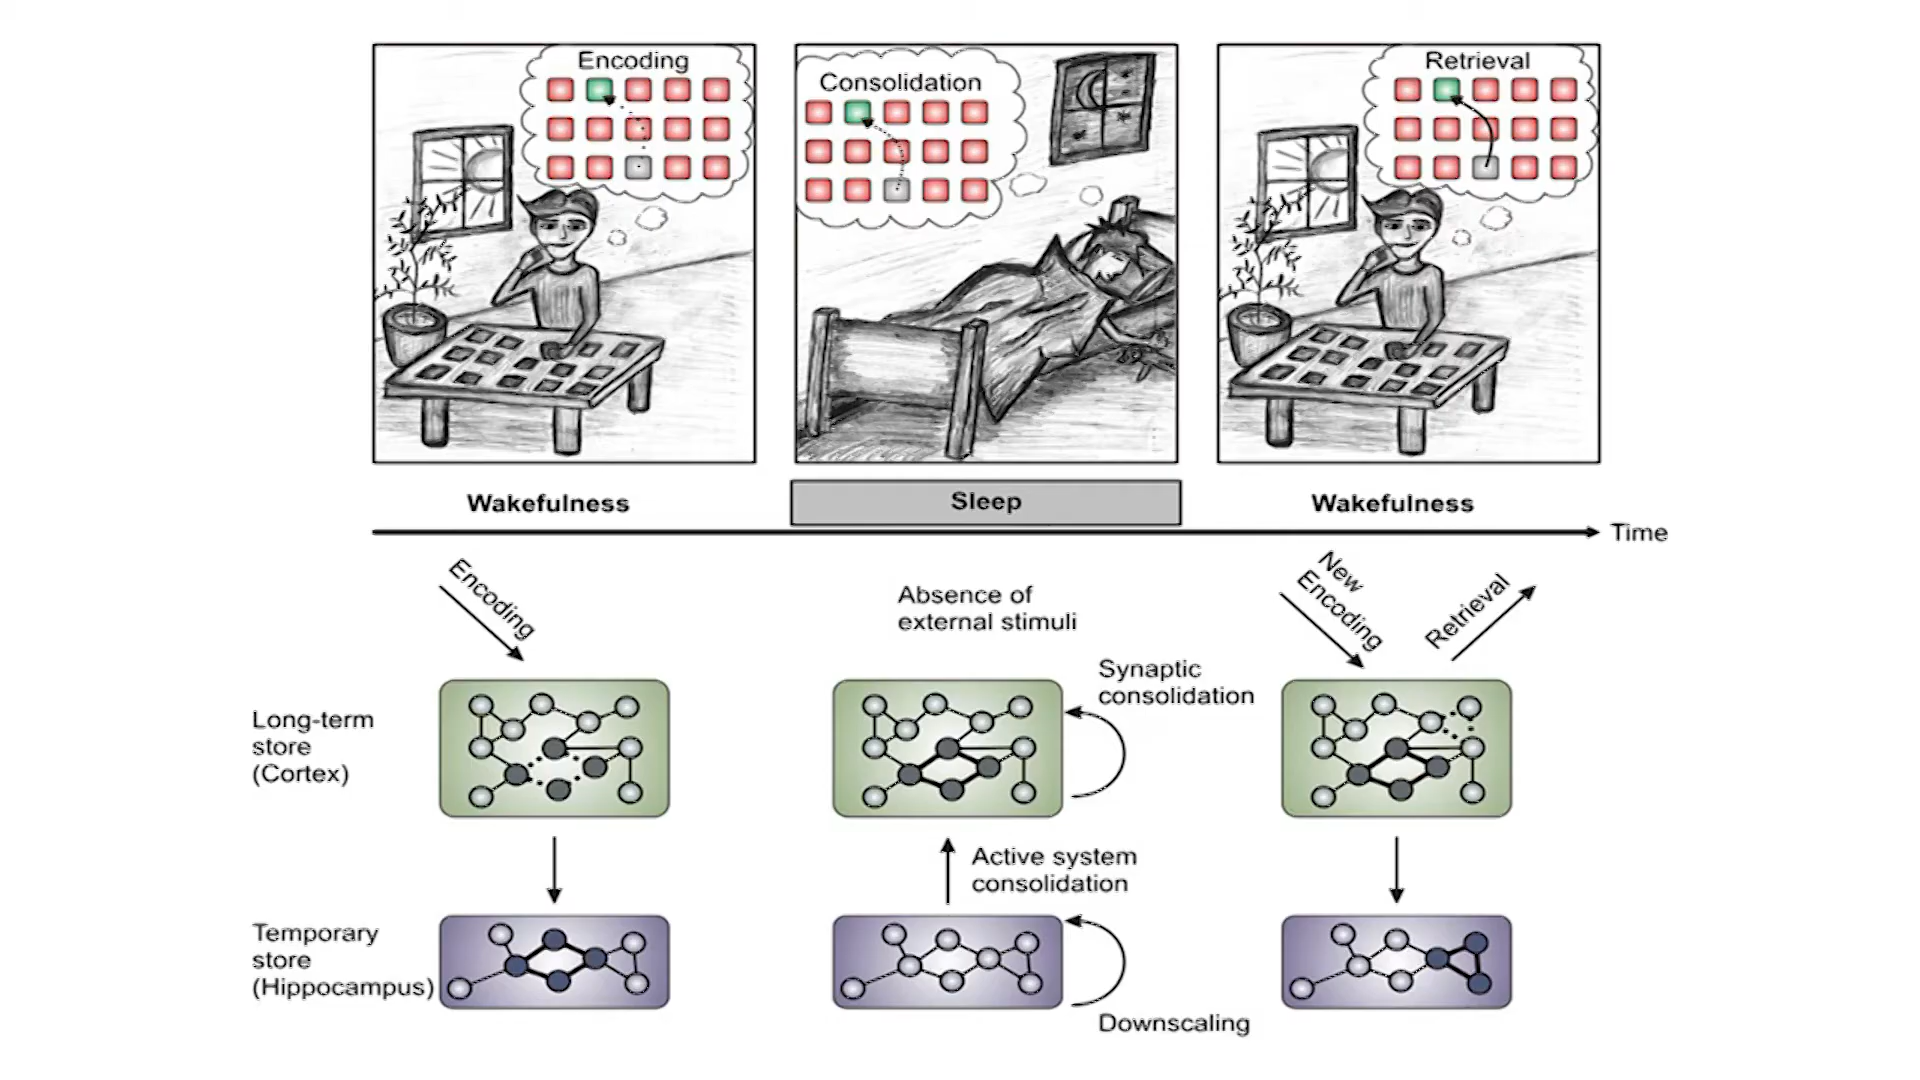 Encoding
Consolidation
Retrieval
Wakefulness
Sleep
Wakefulness
Time
Encoding
Absence of
external stimuli
New
Encoding
Retrieval
Synaptic
consolidation
Long-term
store
(Cortex)
Active system
consolidation
Temporary
store
(Hippocampus)
Downscaling